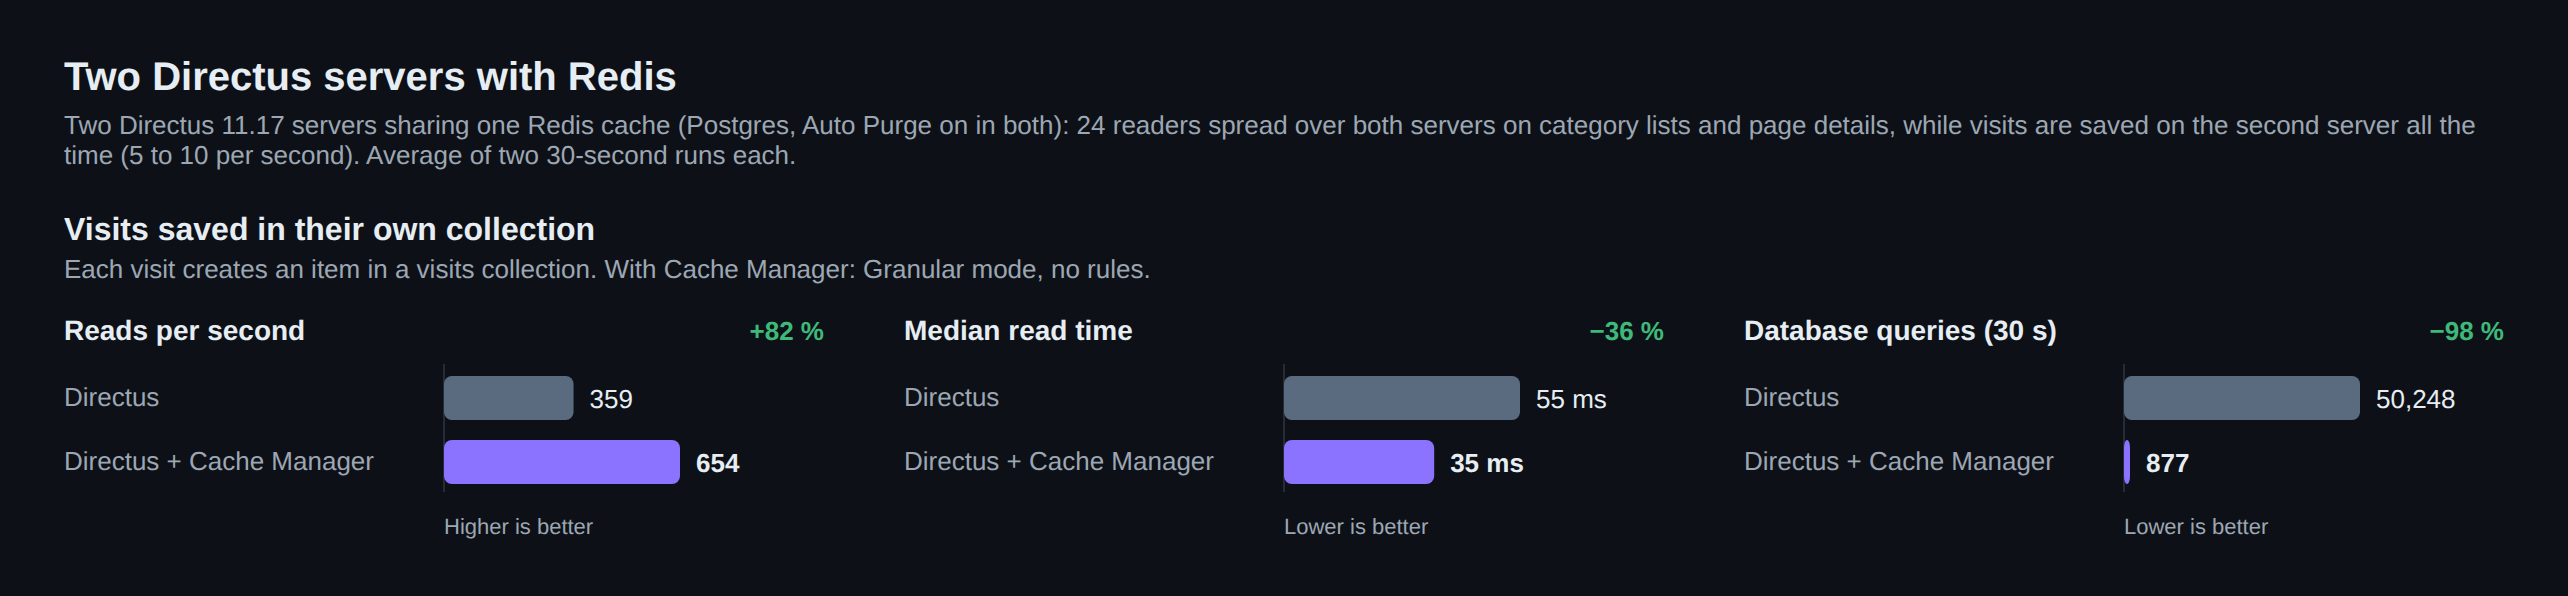 Two Directus servers with Redis
Two Directus 11.17 servers sharing one Redis cache (Postgres, Auto Purge on in both): 24 readers spread over both servers on category lists and page details, while visits are saved on the second server all the
time (5 to 10 per second). Average of two 30-second runs each.
Visits saved in their own collection
Each visit creates an item in a visits collection. With Cache Manager: Granular mode, no rules.
Reads per second +82 %
Directus 359
Directus + Cache Manager 654
Higher is better
Median read time −36 %
Directus 55 ms
Directus + Cache Manager 35 ms
Lower is better
Database queries (30 s) −98 %
Directus 50,248
Directus + Cache Manager 877
Lower is better